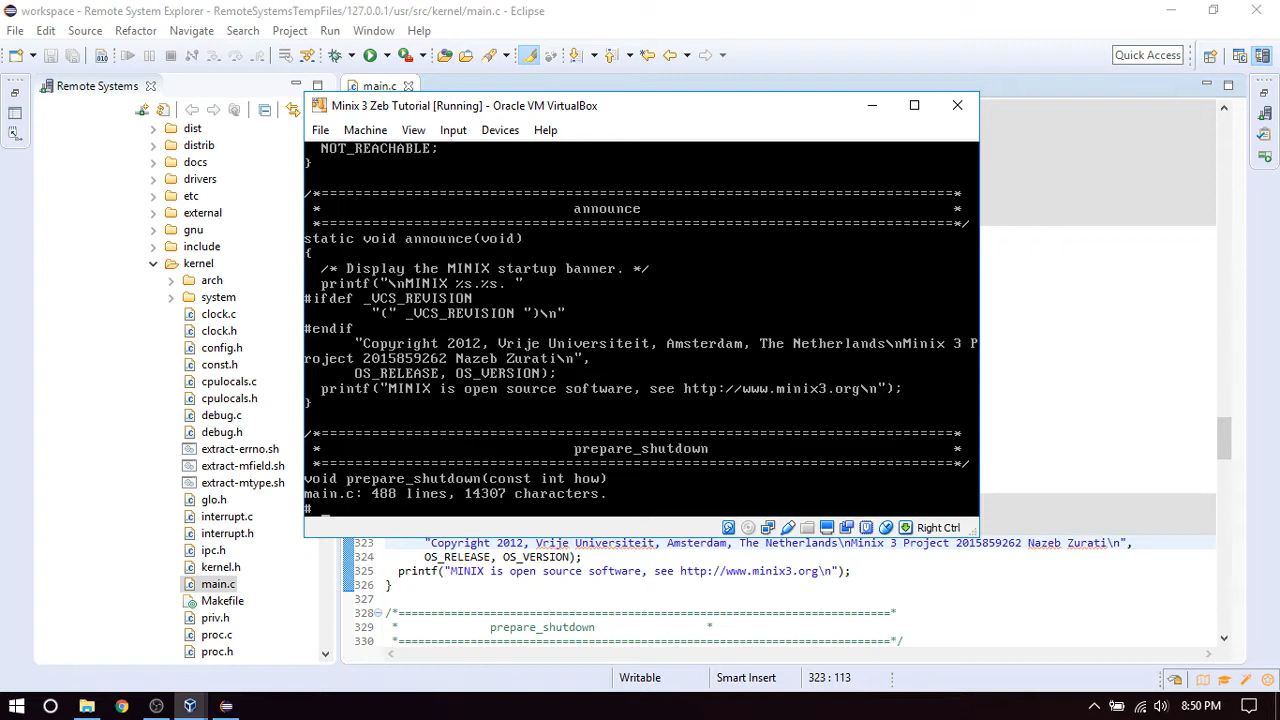 workspace - Remote System Explorer - RemoteSystemsTempFiles/127.0.0.1/usr/src/kernel/main.c - Eclipse
File Edit Source Refactor Navigate Search Project Run Window Help
Quick Access
Remote Systems
main.c
dist
distrib
docs
drivers
etc
external
gnu
include
kernel
arch
system
clock.c
clock.h
config.h
const.h
cpulocals.c
cpulocals.h
debug.c
debug.h
extract-errno.sh
extract-mfield.sh
extract-mtype.sh
glo.h
interrupt.c
interrupt.h
ipc.h
kernel.h
main.c
Makefile
priv.h
proc.c
proc.h
Minix 3 Zeb Tutorial [Running] - Oracle VM VirtualBox
File Machine View Input Devices Help
NOT_REACHABLE;
}
/*===========================================================================*
* announce *
*===========================================================================*/
static void announce(void)
{
/* Display the MINIX startup banner. */
printf("\nMINIX %s.%s. "
#ifdef _VCS_REVISION
"(" _VCS_REVISION ")\n"
#endif
"Copyright 2012, Vrije Universiteit, Amsterdam, The Netherlands\nMinix 3 P
roject 2015859262 Nazeb Zurati\n",
OS_RELEASE, OS_VERSION);
printf("MINIX is open source software, see http://www.minix3.org\n");
}
/*===========================================================================*
* prepare_shutdown *
*===========================================================================*/
void prepare_shutdown(const int how)
main.c: 488 lines, 14307 characters.
# _
Right Ctrl
323 "Copyright 2012, Vrije Universiteit, Amsterdam, The Netherlands\nMinix 3 Project 2015859262 Nazeb Zurati\n",
324 OS_RELEASE, OS_VERSION);
325 printf("MINIX is open source software, see http://www.minix3.org\n");
326 }
327
328 /*===========================================================================*
329 * prepare_shutdown *
330 *===========================================================================*/
Writable Smart Insert 323 : 113
8:50 PM